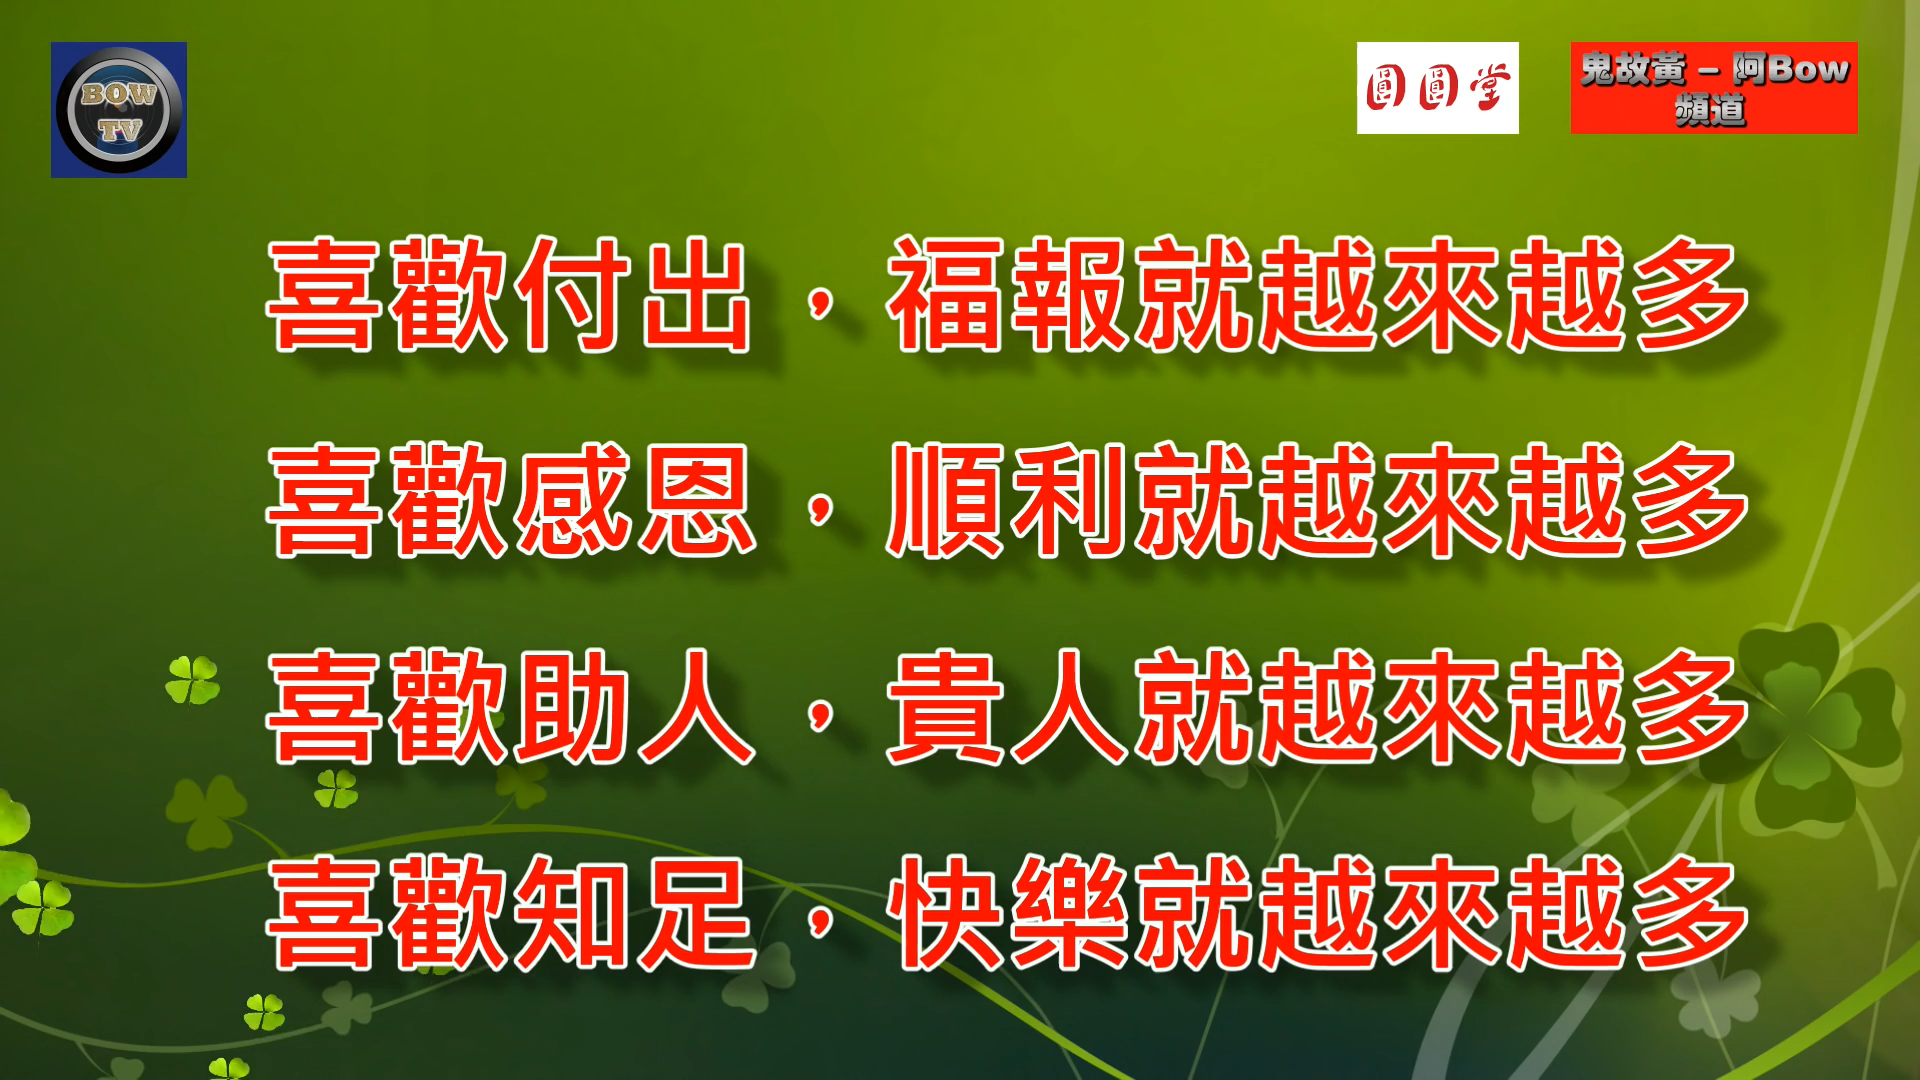 BOW
TV
圓圓堂
鬼故黃 – 阿Bow
頻道
喜歡付出，福報就越來越多
喜歡感恩，順利就越來越多
喜歡助人，貴人就越來越多
喜歡知足，快樂就越來越多